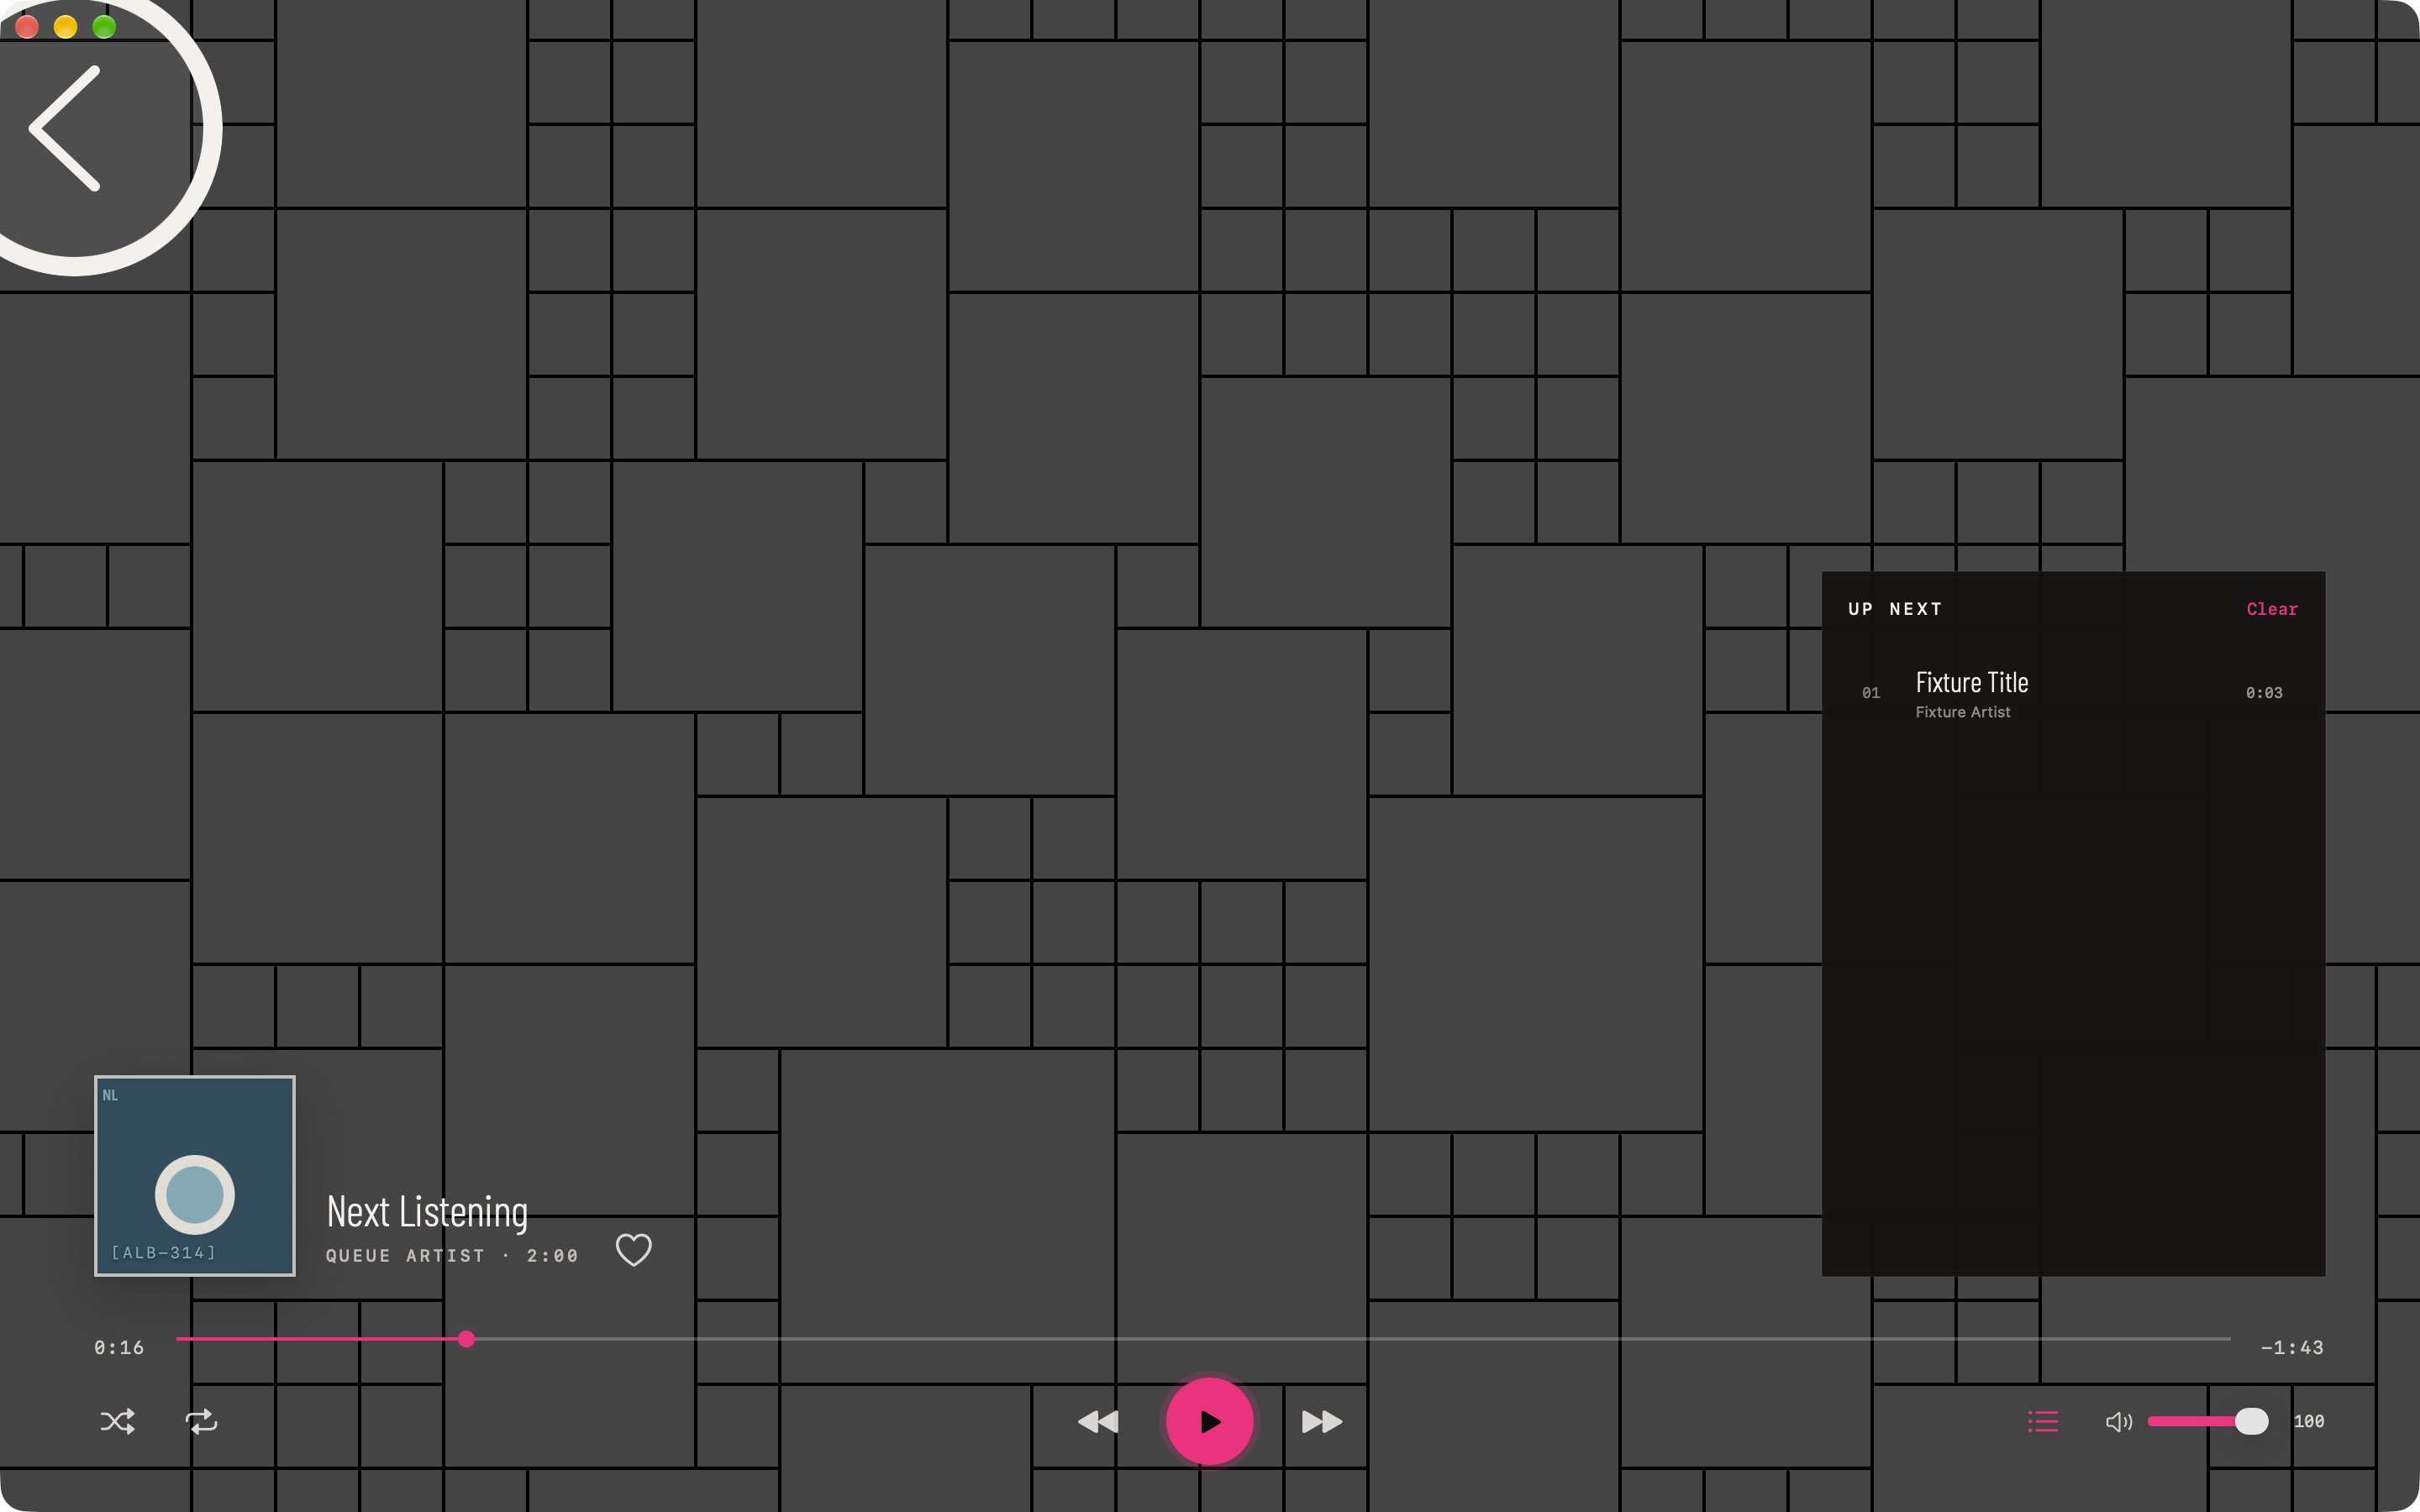 UP NEXT Clear
01 Fixture Title 0:03
Fixture Artist
NL
[ALB–314]
Next Listening
QUEUE ARTIST · 2:00
0:16 −1:43
100